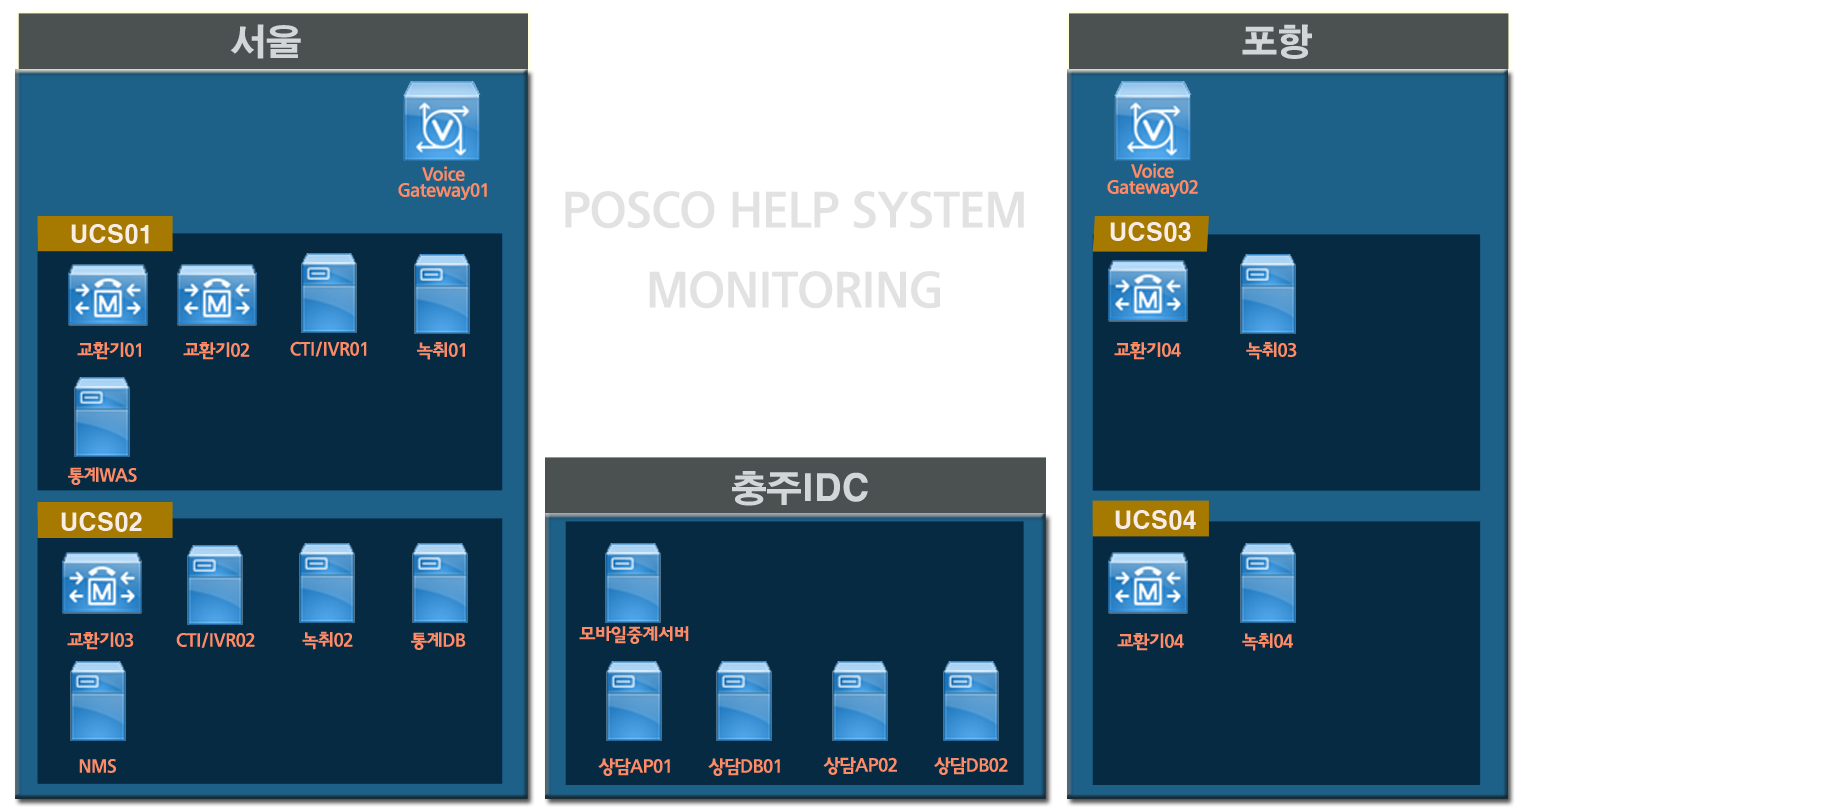 서울
Voice
Gateway01
UCS01
교환기01
교환기02
CTI/IVR01
녹취01
통계WAS
UCS02
교환기03
CTI/IVR02
녹취02
통계DB
NMS
POSCO HELP SYSTEM
MONITORING
충주IDC
모바일중계서버
상담AP01
상담DB01
상담AP02
상담DB02
포항
Voice
Gateway02
UCS03
교환기04
녹취03
UCS04
교환기04
녹취04